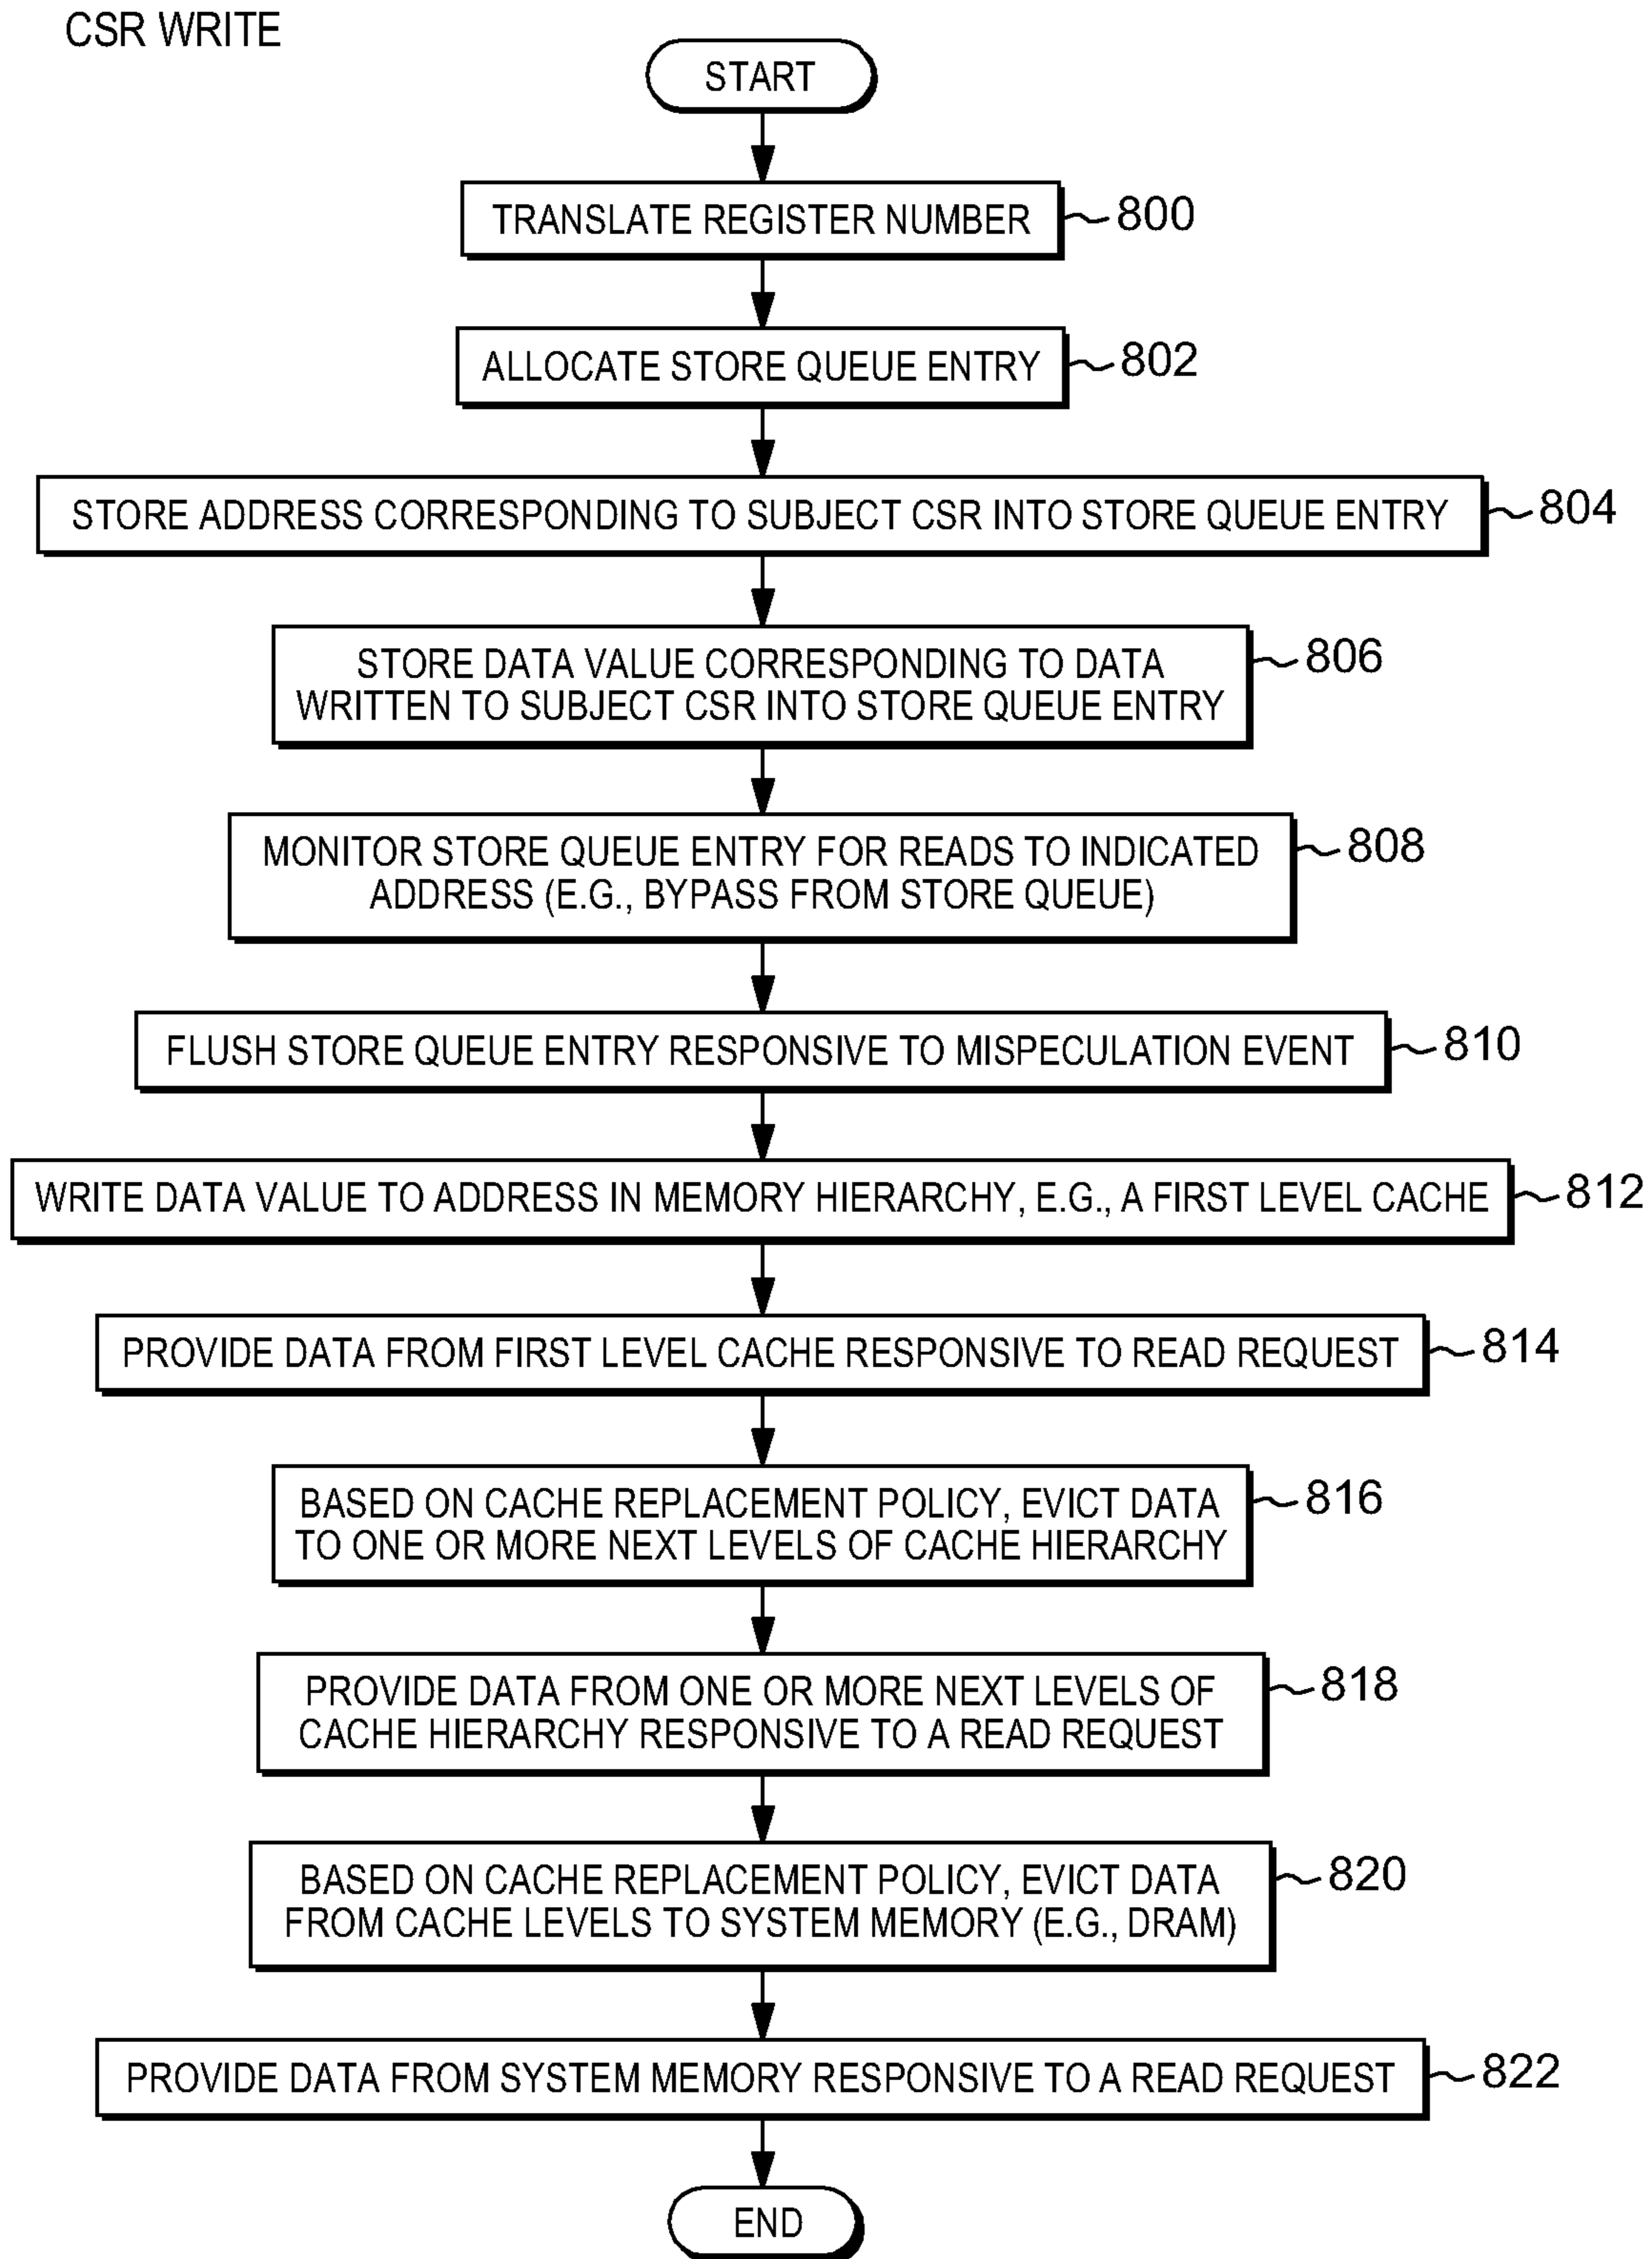 CSR WRITE
START
TRANSLATE REGISTER NUMBER
800
ALLOCATE STORE QUEUE ENTRY
802
STORE ADDRESS CORRESPONDING TO SUBJECT CSR INTO STORE QUEUE ENTRY
804
STORE DATA VALUE CORRESPONDING TO DATA
WRITTEN TO SUBJECT CSR INTO STORE QUEUE ENTRY
806
MONITOR STORE QUEUE ENTRY FOR READS TO INDICATED
ADDRESS (E.G., BYPASS FROM STORE QUEUE)
808
FLUSH STORE QUEUE ENTRY RESPONSIVE TO MISPECULATION EVENT
810
WRITE DATA VALUE TO ADDRESS IN MEMORY HIERARCHY, E.G., A FIRST LEVEL CACHE
812
PROVIDE DATA FROM FIRST LEVEL CACHE RESPONSIVE TO READ REQUEST
814
BASED ON CACHE REPLACEMENT POLICY, EVICT DATA
TO ONE OR MORE NEXT LEVELS OF CACHE HIERARCHY
816
PROVIDE DATA FROM ONE OR MORE NEXT LEVELS OF
CACHE HIERARCHY RESPONSIVE TO A READ REQUEST
818
BASED ON CACHE REPLACEMENT POLICY, EVICT DATA
FROM CACHE LEVELS TO SYSTEM MEMORY (E.G., DRAM)
820
PROVIDE DATA FROM SYSTEM MEMORY RESPONSIVE TO A READ REQUEST
822
END